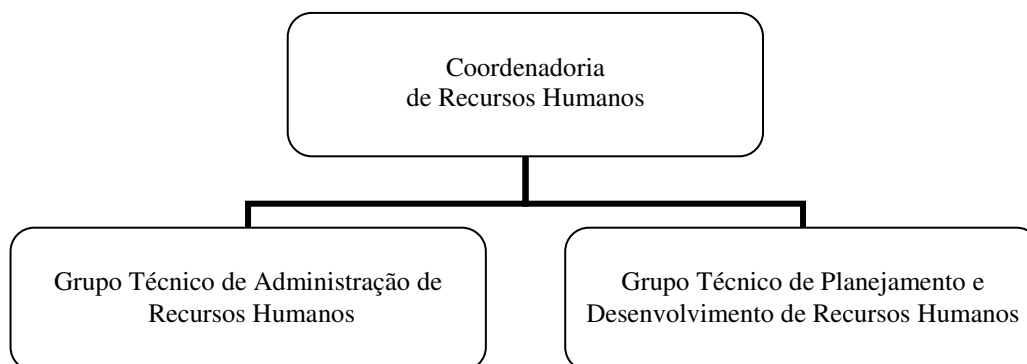 Coordenadoria
de Recursos Humanos
Grupo Técnico de Administração de
Recursos Humanos
Grupo Técnico de Planejamento e
Desenvolvimento de Recursos Humanos